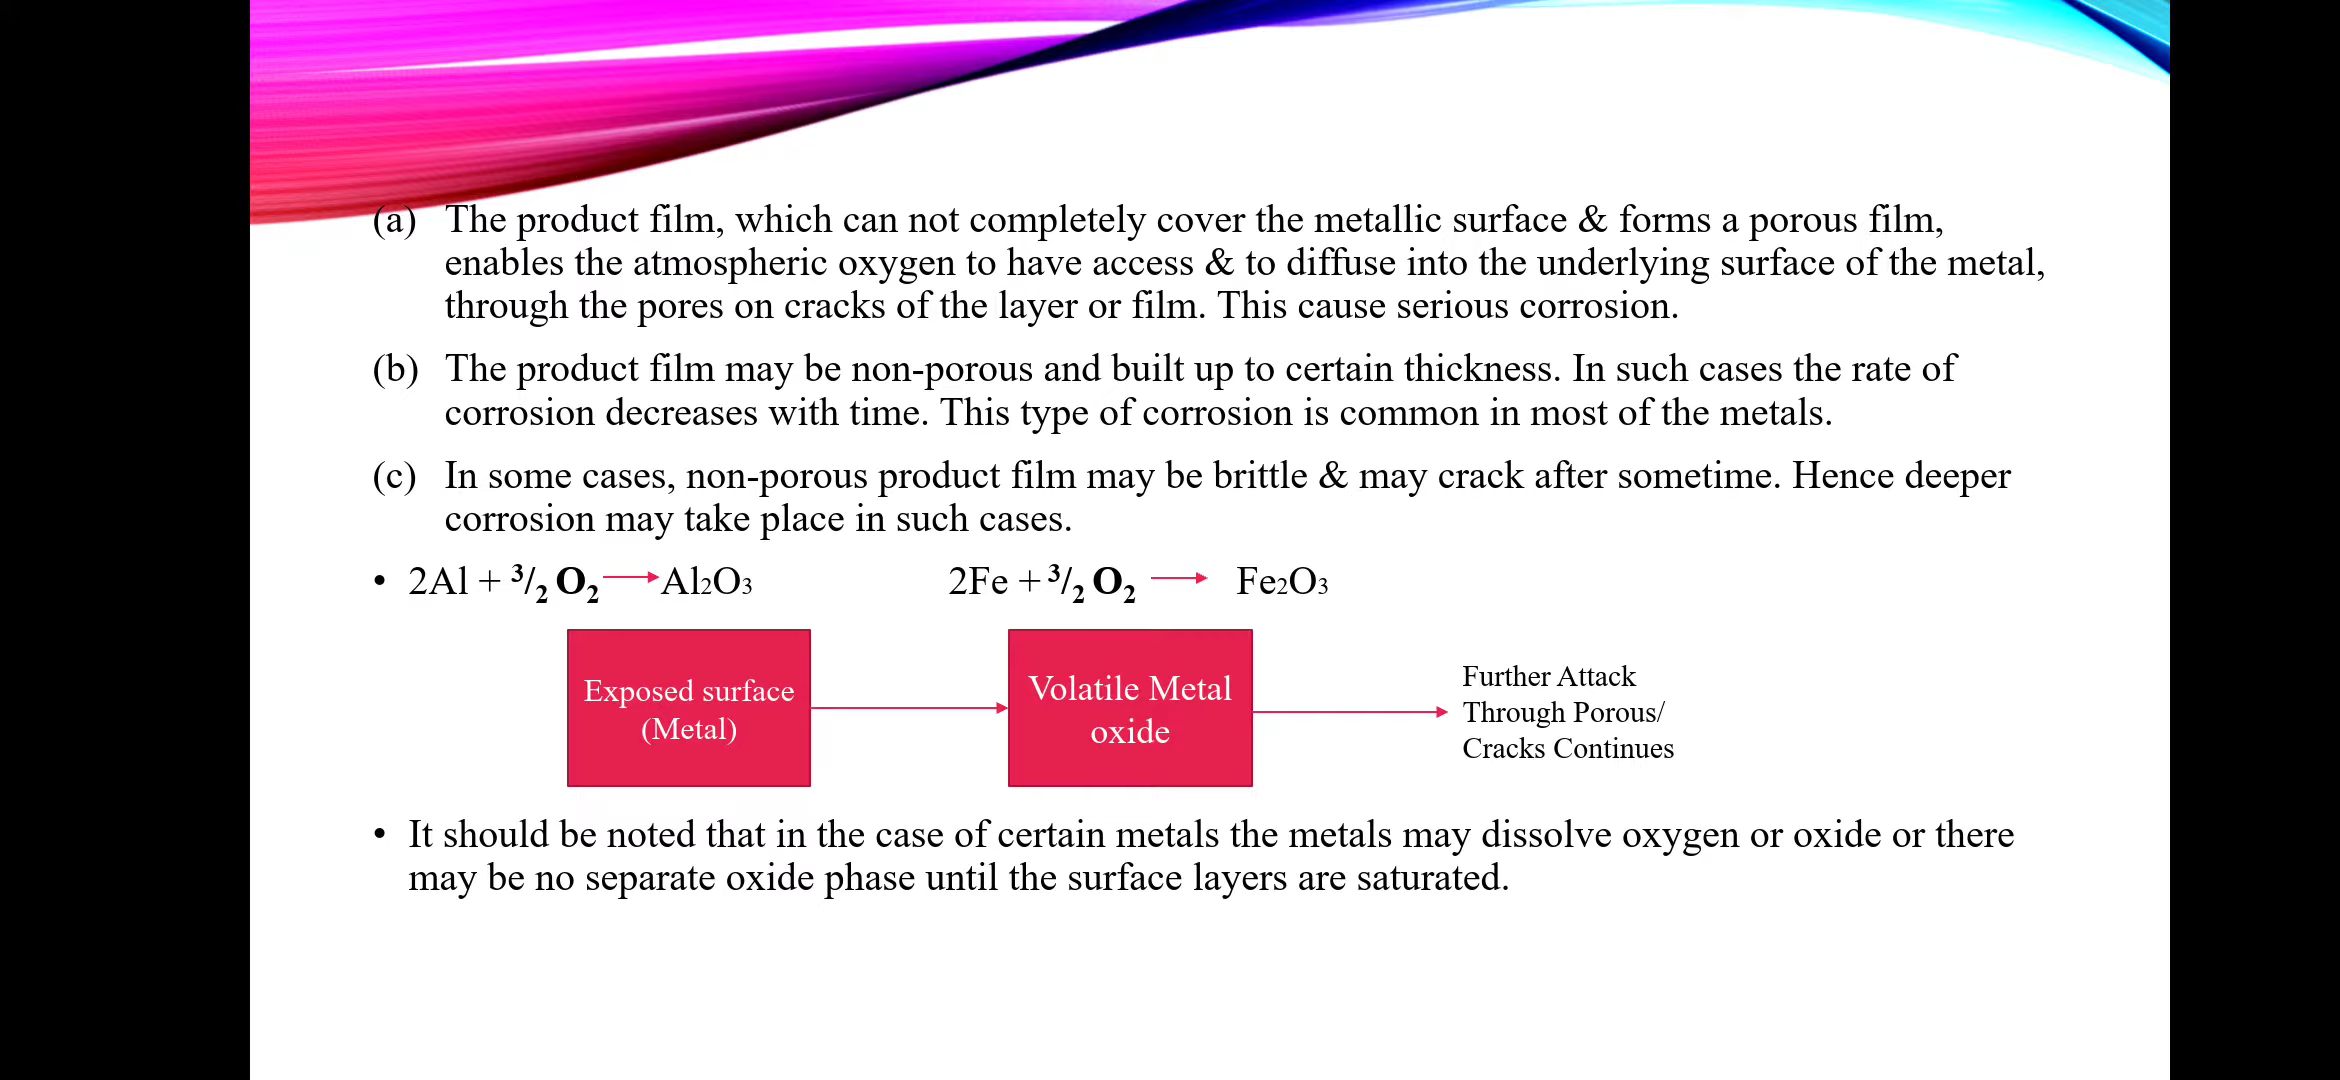 (a) The product film, which can not completely cover the metallic surface & forms a porous film,
enables the atmospheric oxygen to have access & to diffuse into the underlying surface of the metal,
through the pores on cracks of the layer or film. This cause serious corrosion.
(b) The product film may be non-porous and built up to certain thickness. In such cases the rate of
corrosion decreases with time. This type of corrosion is common in most of the metals.
(c) In some cases, non-porous product film may be brittle & may crack after sometime. Hence deeper
corrosion may take place in such cases.
• 2Al + ³/₂ O₂ → Al₂O₃ 2Fe + ³/₂ O₂ → Fe₂O₃
Exposed surface
(Metal)
Volatile Metal
oxide
Further Attack
Through Porous/
Cracks Continues
• It should be noted that in the case of certain metals the metals may dissolve oxygen or oxide or there
may be no separate oxide phase until the surface layers are saturated.